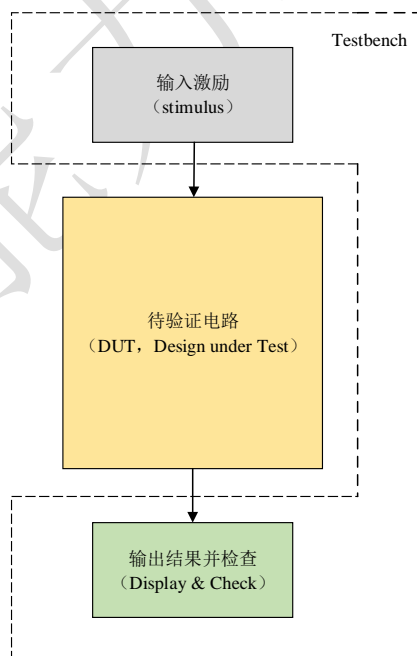 Testbench
输入激励
（stimulus）
待验证电路
（DUT，Design under Test）
输出结果并检查
（Display & Check）